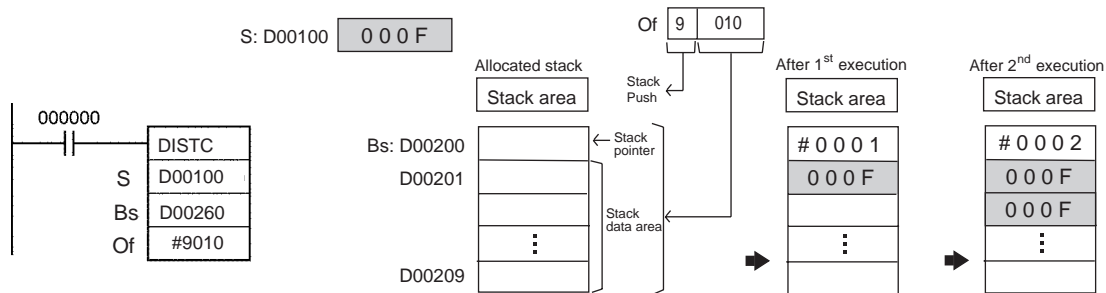 S: D00100 000F
Of 9 010
Stack Push
Allocated stack
Stack area
Bs: D00200
Stack pointer
D00201
Stack data area
D00209
After 1st execution
Stack area
#0001
000F
After 2nd execution
Stack area
#0002
000F
000F
000000
DISTC
S D00100
Bs D00260
Of #9010